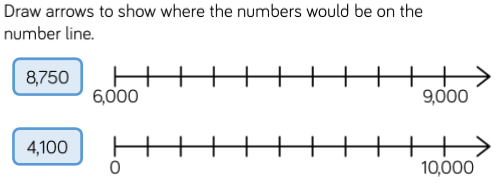 Draw arrows to show where the numbers would be on the
number line.
8,750
6,000 9,000
4,100
0 10,000